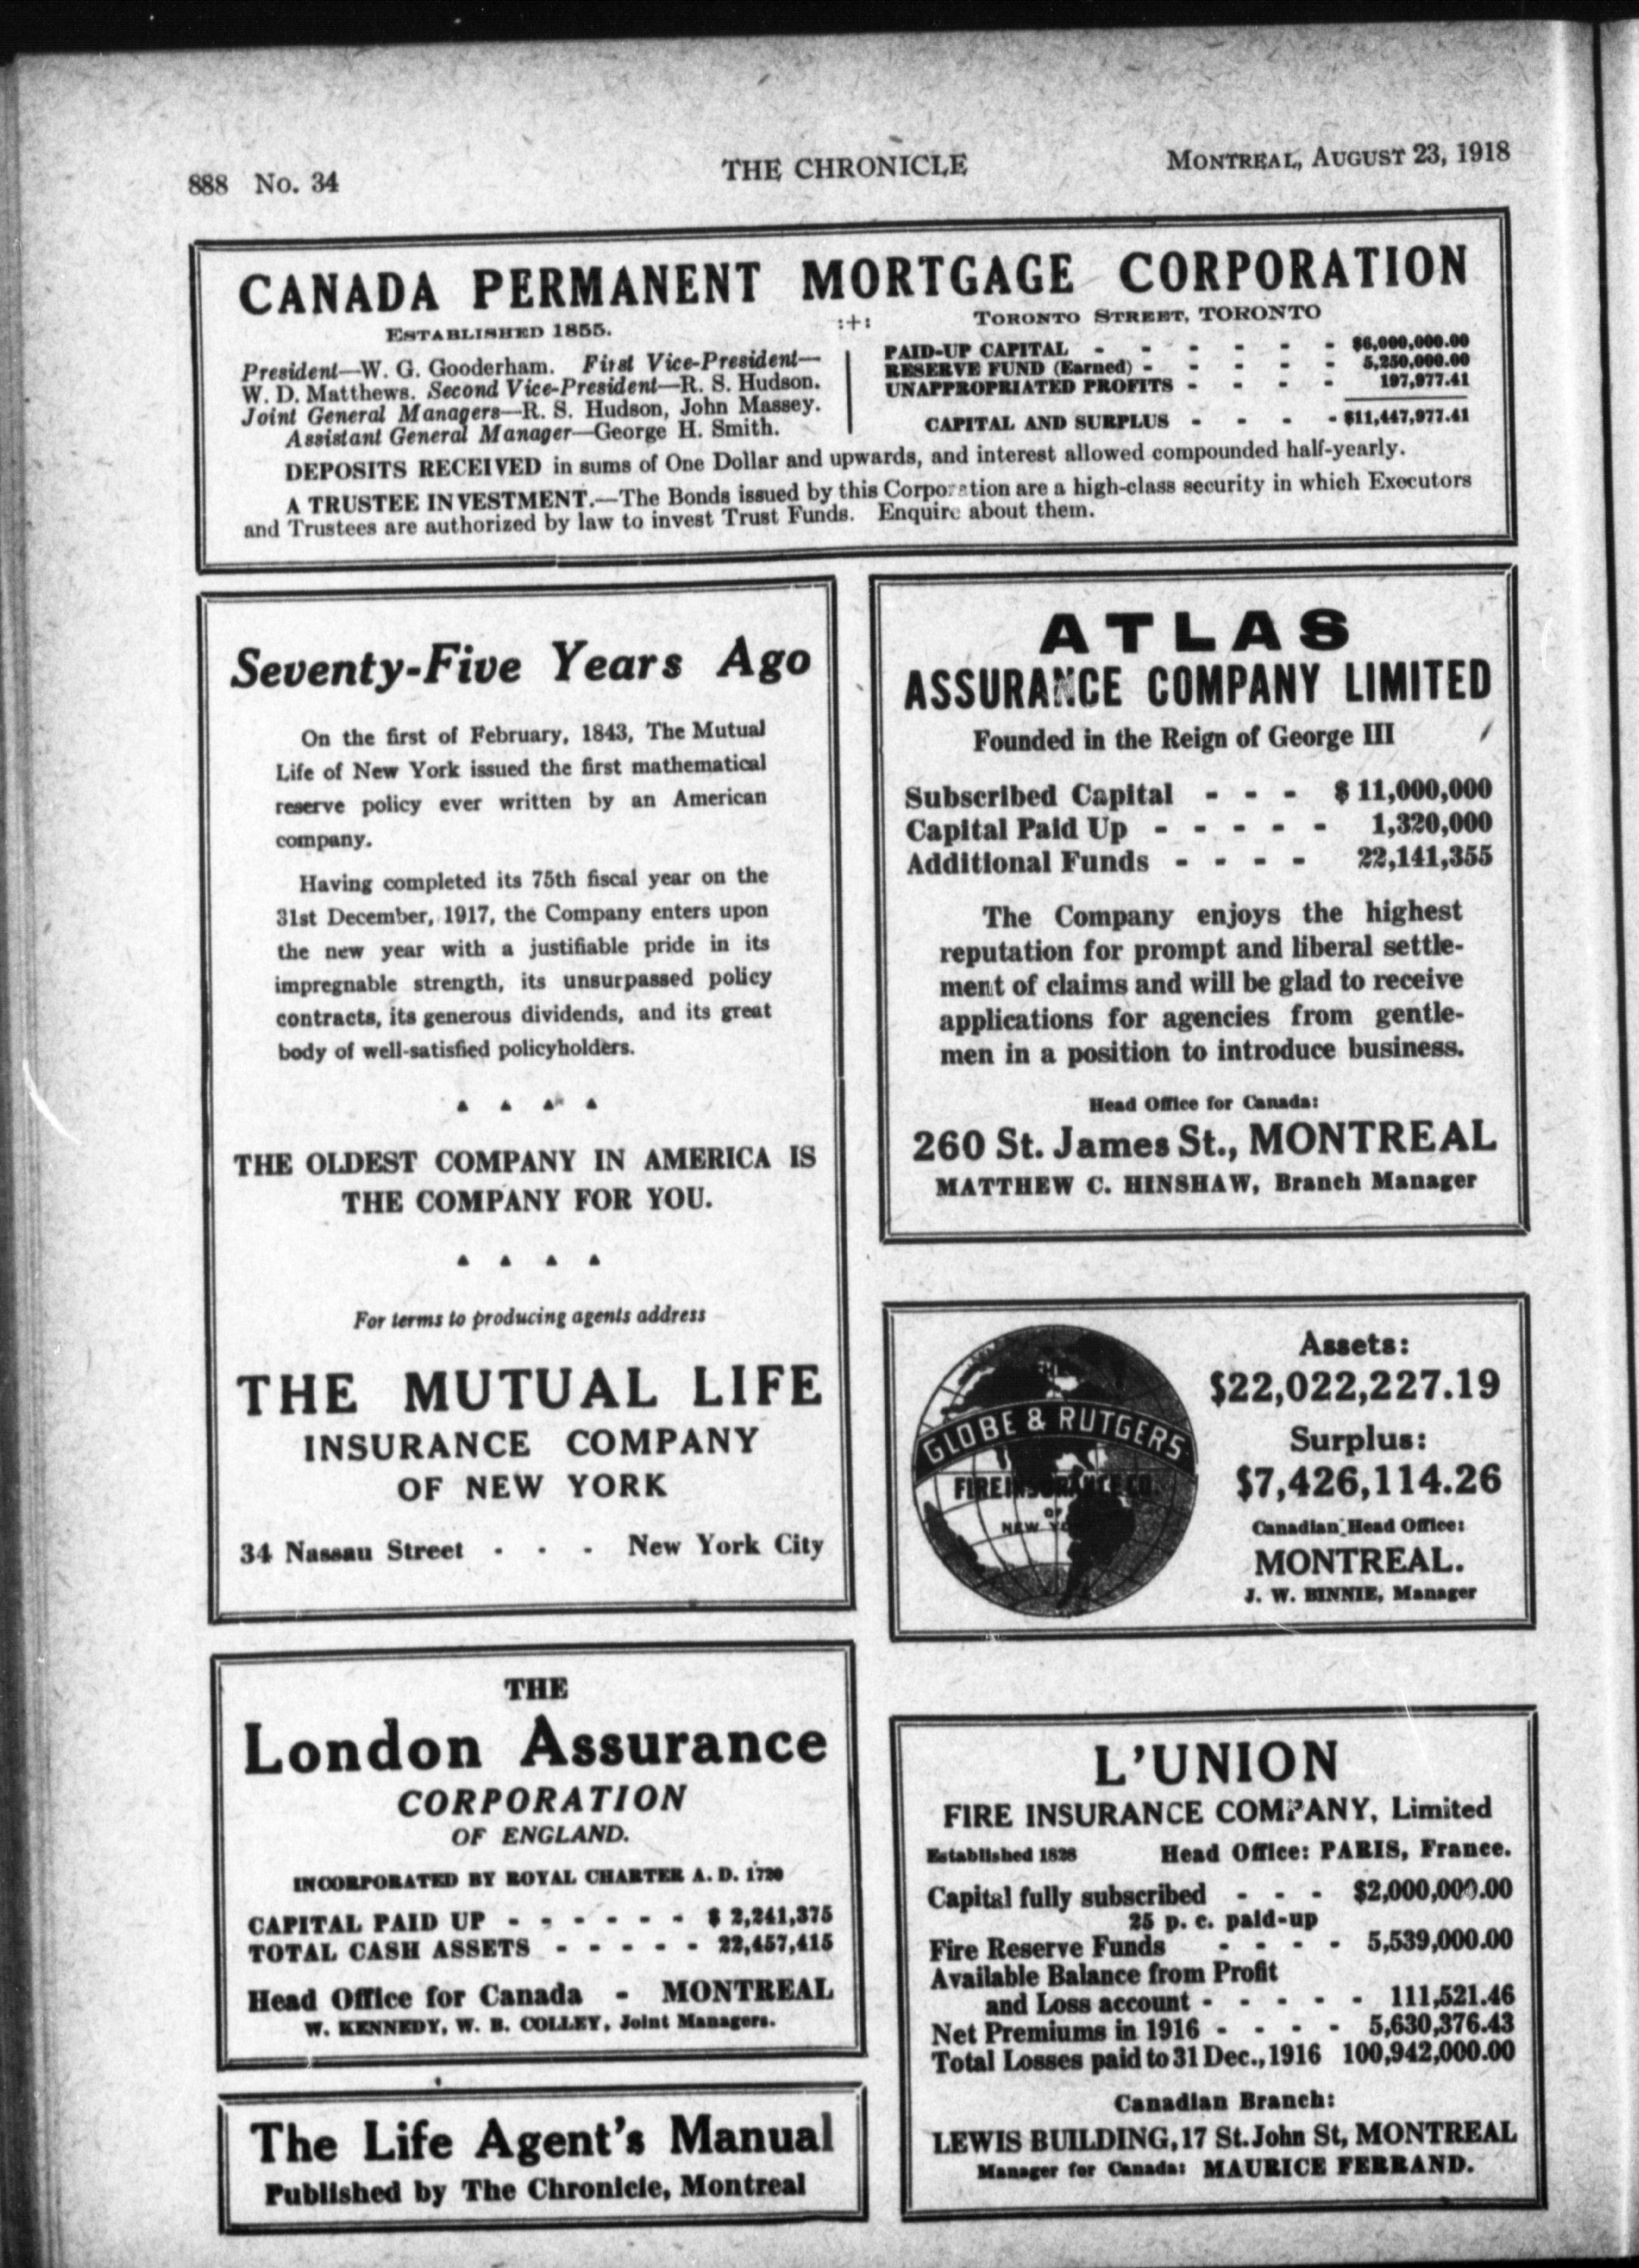 888 No. 34
THE CHRONICLE
MONTREAL, AUGUST 23, 1918
CANADA PERMANENT MORTGAGE CORPORATION
ESTABLISHED 1855.
:+:
TORONTO STREET, TORONTO
President—W. G. Gooderham. First Vice-President—
W. D. Matthews. Second Vice-President—R. S. Hudson.
Joint General Managers—R. S. Hudson, John Massey.
Assistant General Manager—George H. Smith.
PAID-UP CAPITAL - - - - - - $6,000,000.00
RESERVE FUND (Earned) - - - - - 5,250,000.00
UNAPPROPRIATED PROFITS - - - - 197,977.41
CAPITAL AND SURPLUS - - - - $11,447,977.41
DEPOSITS RECEIVED in sums of One Dollar and upwards, and interest allowed compounded half-yearly.
A TRUSTEE INVESTMENT.—The Bonds issued by this Corporation are a high-class security in which Executors
and Trustees are authorized by law to invest Trust Funds. Enquire about them.
Seventy-Five Years Ago
On the first of February, 1843, The Mutual
Life of New York issued the first mathematical
reserve policy ever written by an American
company.
Having completed its 75th fiscal year on the
31st December, 1917, the Company enters upon
the new year with a justifiable pride in its
impregnable strength, its unsurpassed policy
contracts, its generous dividends, and its great
body of well-satisfied policyholders.
THE OLDEST COMPANY IN AMERICA IS
THE COMPANY FOR YOU.
For terms to producing agents address
THE MUTUAL LIFE
INSURANCE COMPANY
OF NEW YORK
34 Nassau Street - - - New York City
THE
London Assurance
CORPORATION
OF ENGLAND.
INCORPORATED BY ROYAL CHARTER A. D. 1720
CAPITAL PAID UP - - - - - - $ 2,241,375
TOTAL CASH ASSETS - - - - - 22,457,415
Head Office for Canada - MONTREAL
W. KENNEDY, W. B. COLLEY, Joint Managers.
The Life Agent's Manual
Published by The Chronicle, Montreal
ATLAS
ASSURANCE COMPANY LIMITED
Founded in the Reign of George III
Subscribed Capital - - - $ 11,000,000
Capital Paid Up - - - - - 1,320,000
Additional Funds - - - - 22,141,355
The Company enjoys the highest
reputation for prompt and liberal settle-
ment of claims and will be glad to receive
applications for agencies from gentle-
men in a position to introduce business.
Head Office for Canada:
260 St. James St., MONTREAL
MATTHEW C. HINSHAW, Branch Manager
GLOBE & RUTGERS
FIRE INSURANCE CO.
OF
NEW YO
Assets:
$22,022,227.19
Surplus:
$7,426,114.26
Canadian Head Office:
MONTREAL.
J. W. BINNIE, Manager
L'UNION
FIRE INSURANCE COMPANY, Limited
Established 1828 Head Office: PARIS, France.
Capital fully subscribed - - - $2,000,000.00
25 p. c. paid-up
Fire Reserve Funds - - - - 5,539,000.00
Available Balance from Profit
and Loss account - - - - - 111,521.46
Net Premiums in 1916 - - - - 5,630,376.43
Total Losses paid to 31 Dec., 1916 100,942,000.00
Canadian Branch:
LEWIS BUILDING, 17 St. John St, MONTREAL
Manager for Canada: MAURICE FERRAND.